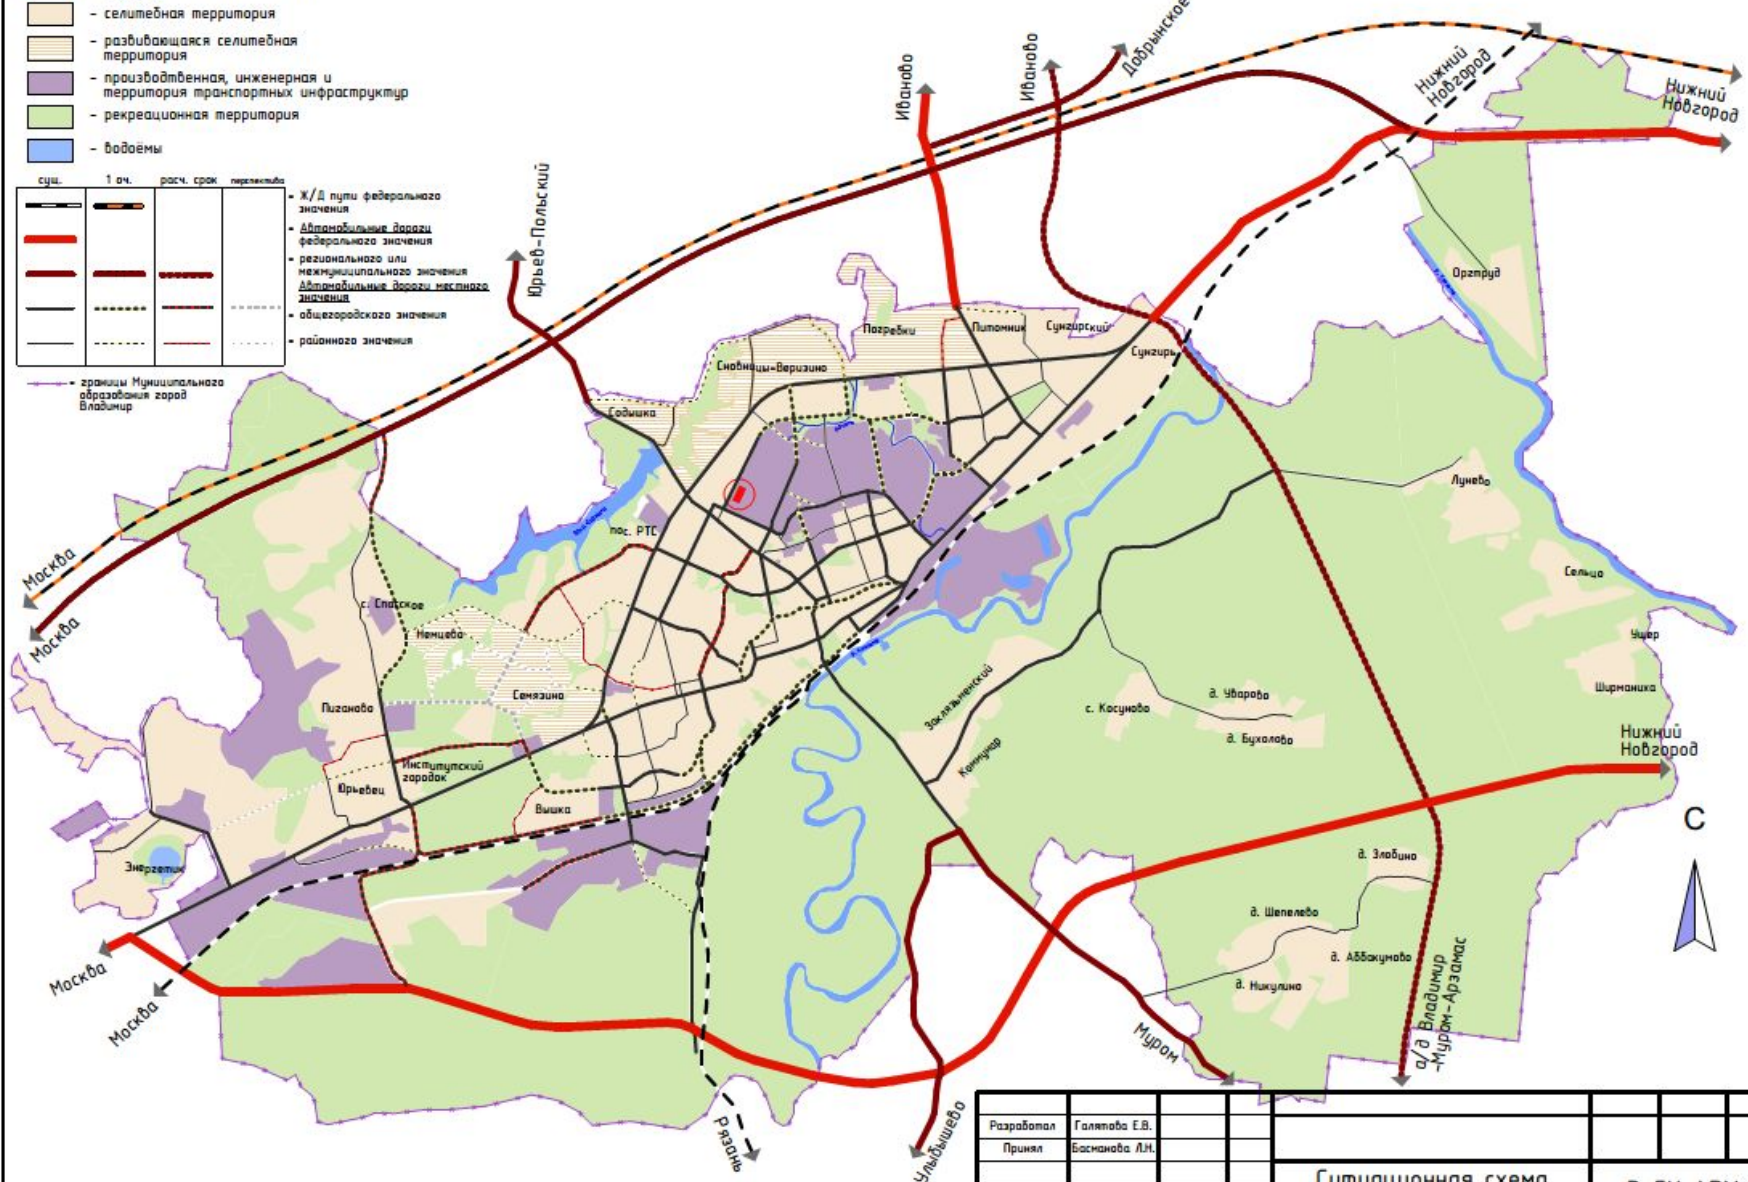 - селитебная территория
- развивающаяся селитебная
территория
- производтвенная, инженерная и
территория транспортных инфраструктур
- рекреационная территория
- водоёмы
сущ. 1 оч. расч. срок перспектива
- Ж/Д пути федерального
значения
- Автомобильные дороги
федерального значения
- регионального или
межмуниципального значения
Автомобильные дороги местного
значения
- общегородского значения
- районного значения
- границы Муниципального
образования город
Владимир
Юрьев-Польский
Иваново
Иваново
Добрынское
Нижний
Новгород
Нижний
Новгород
Оргтруд
Погребки
Питомник
Сунгирский
Сунгирь
Сновицы-Веризино
Содышка
пос. РТС
Москва
Москва
с. Спасское
Немцово
Семязино
Пиганово
Институтский
городок
Юрьевец
Вышка
Энергетик
Москва
Москва
Лунево
Сельцо
Ущер
Ширманиха
Заклязьменский
Коммунар
с. Косуново
д. Уварово
д. Бухолово
Нижний
Новгород
С
д. Злобино
д. Шепелево
д. Аббакумово
д. Никулино
Муром
а/д Владимир
-Муром-Арзамас
Рязань
Улыбышево
Разработал Галятова Е.В.
Принял Басманова Л.Н.
Ситуационная схема